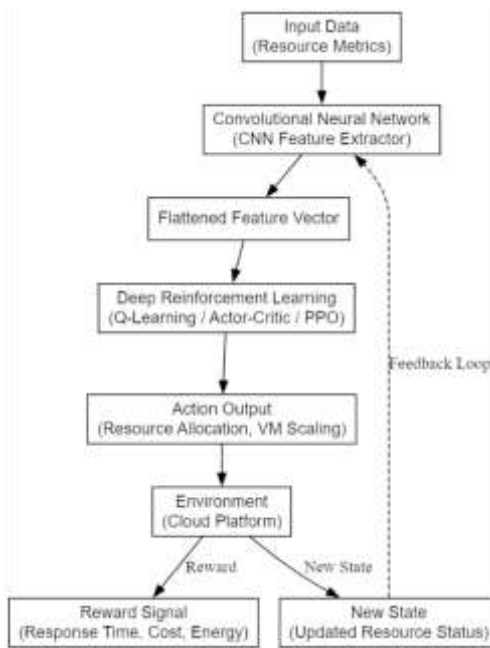 Input Data
(Resource Metrics)
Convolutional Neural Network
(CNN Feature Extractor)
Flattened Feature Vector
Deep Reinforcement Learning
(Q-Learning / Actor-Critic / PPO)
Feedback Loop
Action Output
(Resource Allocation, VM Scaling)
Environment
(Cloud Platform)
Reward
New State
Reward Signal
(Response Time, Cost, Energy)
New State
(Updated Resource Status)